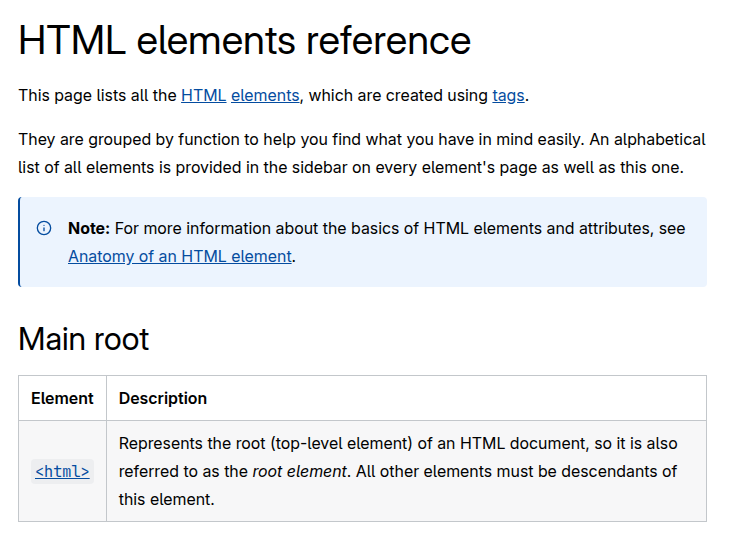 HTML elements reference
This page lists all the HTML elements, which are created using tags.
They are grouped by function to help you find what you have in mind easily. An alphabetical
list of all elements is provided in the sidebar on every element's page as well as this one.
Note: For more information about the basics of HTML elements and attributes, see
Anatomy of an HTML element.
Main root
Element Description
<html>
Represents the root (top-level element) of an HTML document, so it is also
referred to as the root element. All other elements must be descendants of
this element.